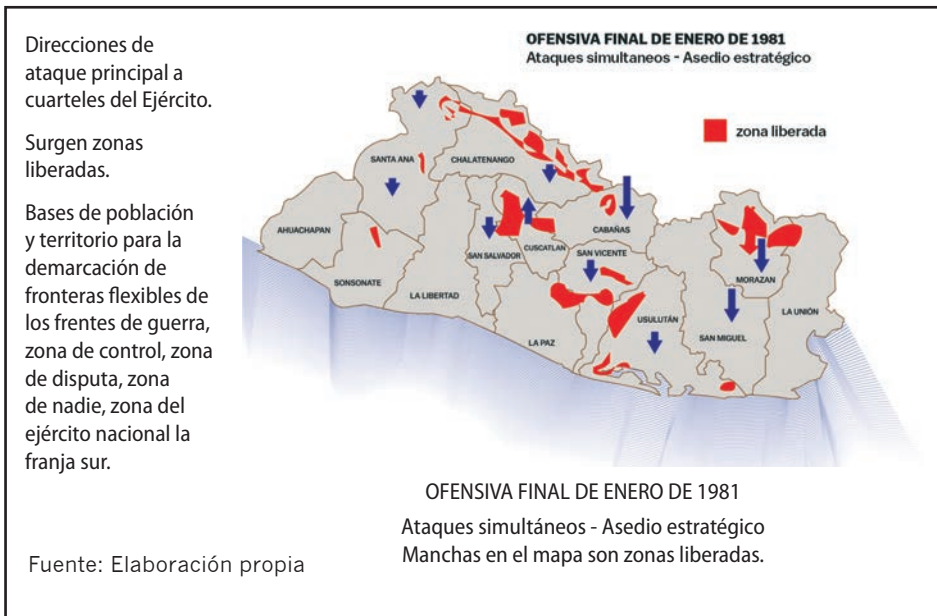 Direcciones de
ataque principal a
cuarteles del Ejército.
Surgen zonas
liberadas.
Bases de población
y territorio para la
demarcación de
fronteras flexibles de
los frentes de guerra,
zona de control, zona
de disputa, zona
de nadie, zona del
ejército nacional la
franja sur.
Fuente: Elaboración propia
OFENSIVA FINAL DE ENERO DE 1981
Ataques simultaneos - Asedio estratégico
zona liberada
SANTA ANA
CHALATENANGO
AHUACHAPAN
SONSONATE
LA LIBERTAD
SAN SALVADOR
CUSCATLAN
CABAÑAS
SAN VICENTE
LA PAZ
USULUTÁN
SAN MIGUEL
MORAZAN
LA UNIÓN
OFENSIVA FINAL DE ENERO DE 1981
Ataques simultáneos - Asedio estratégico
Manchas en el mapa son zonas liberadas.